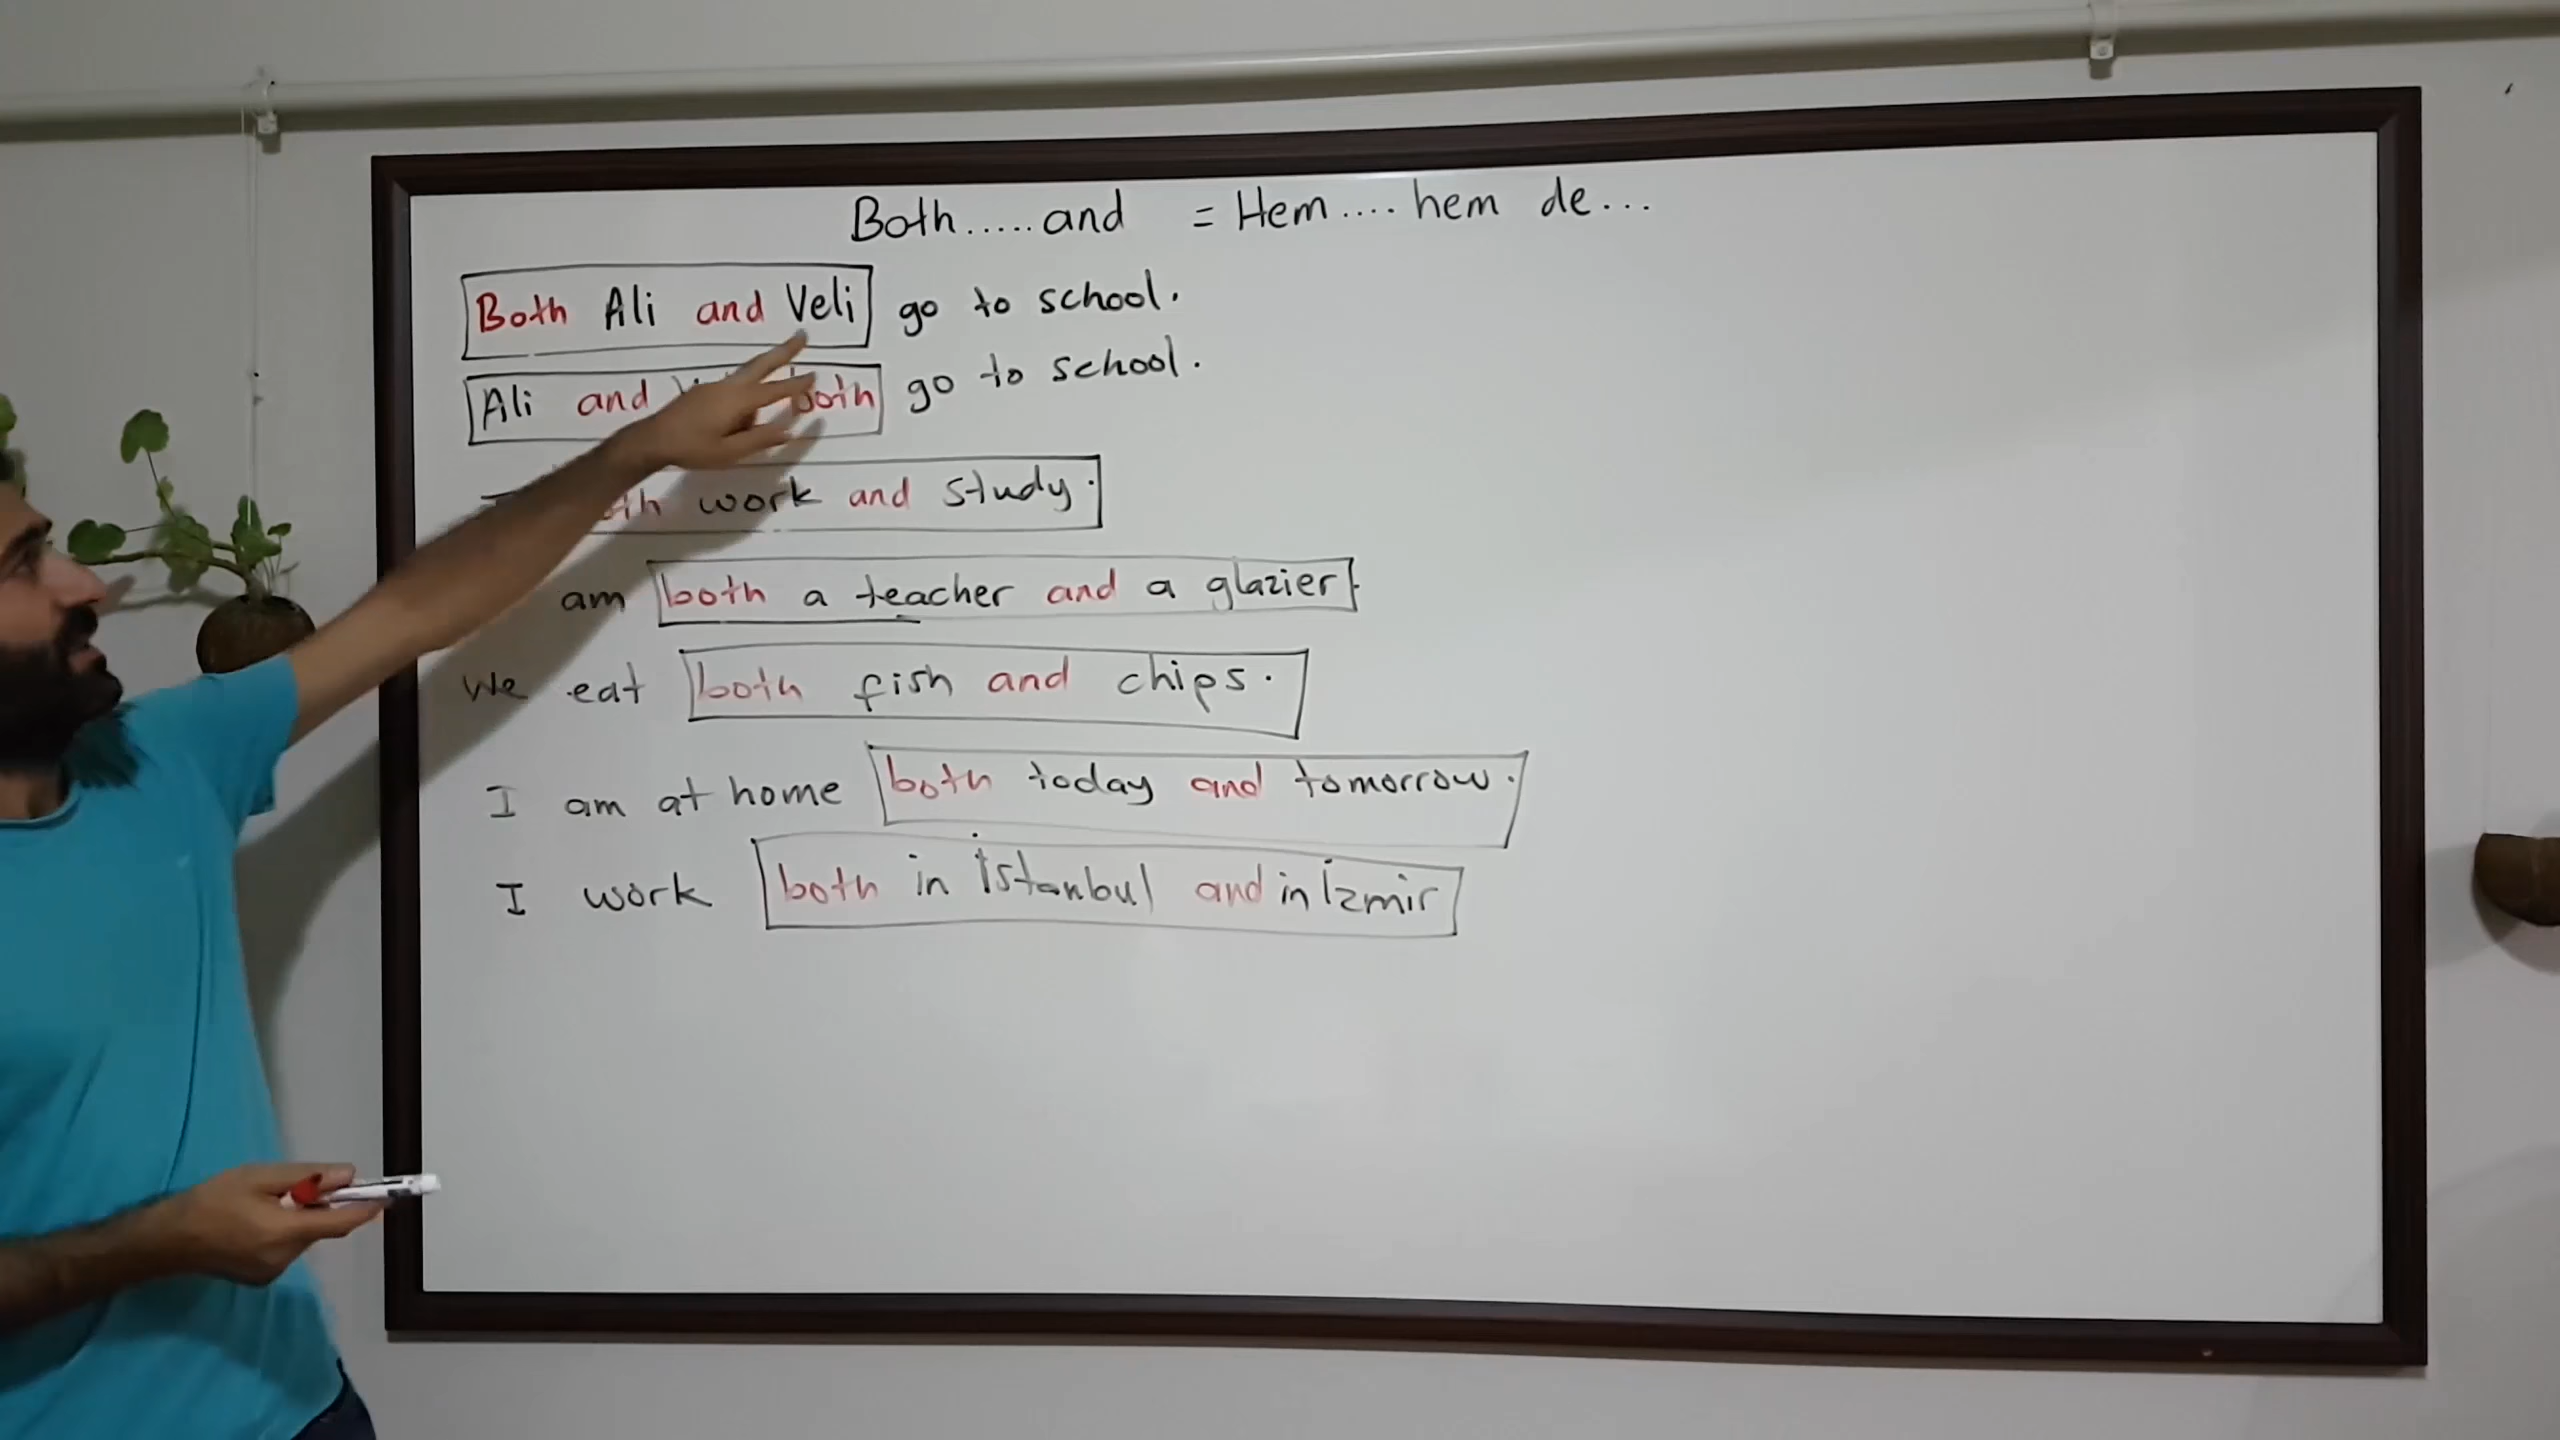 Both.....and = Hem.... hem de...
Both Ali and Veli go to school.
Ali and both go to school.
work and study.
am both a teacher and a glazier.
We eat both fish and chips.
I am at home both today and tomorrow.
I work both in İstanbul and in İzmir